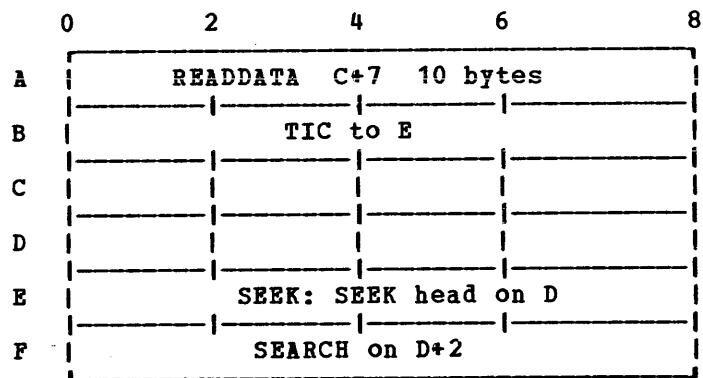 0 2 4 6 8
A READDATA C+7 10 bytes
B TIC to E
C
D
E SEEK: SEEK head on D
F SEARCH on D+2